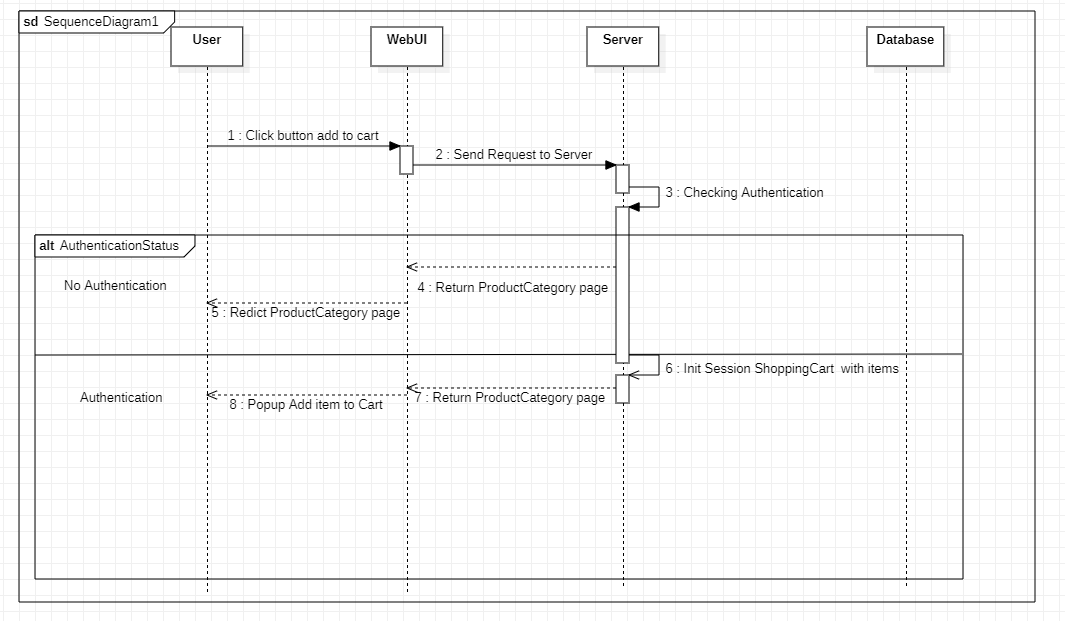 sd SequenceDiagram1
User
WebUI
Server
Database
1 : Click button add to cart
2 : Send Request to Server
3 : Checking Authentication
alt AuthenticationStatus
No Authentication
4 : Return ProductCategory page
5 : Redict ProductCategory page
6 : Init Session ShoppingCart with items
Authentication
7 : Return ProductCategory page
8 : Popup Add item to Cart